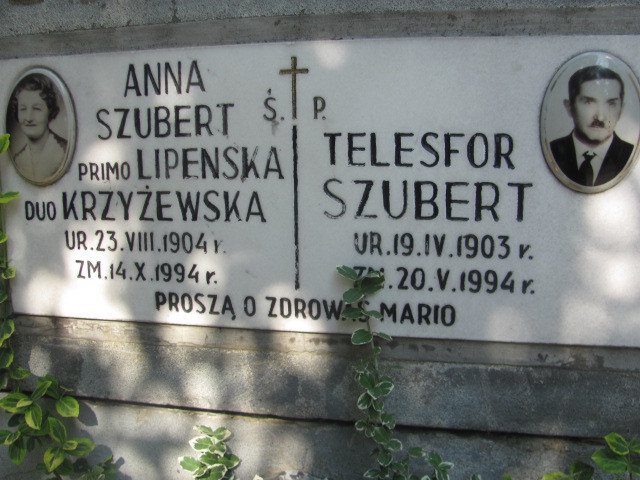 ANNA
SZUBERT
PRIMO LIPENSKA
DUO KRZYŻEWSKA
UR. 23.VIII.1904 r.
ZM. 14.X.1994 r.
Ś. P.
TELESFOR
SZUBERT
UR. 19.IV.1903 r.
ZM. 20.V.1994 r.
PROSZĄ O ZDROWAŚ MARIO